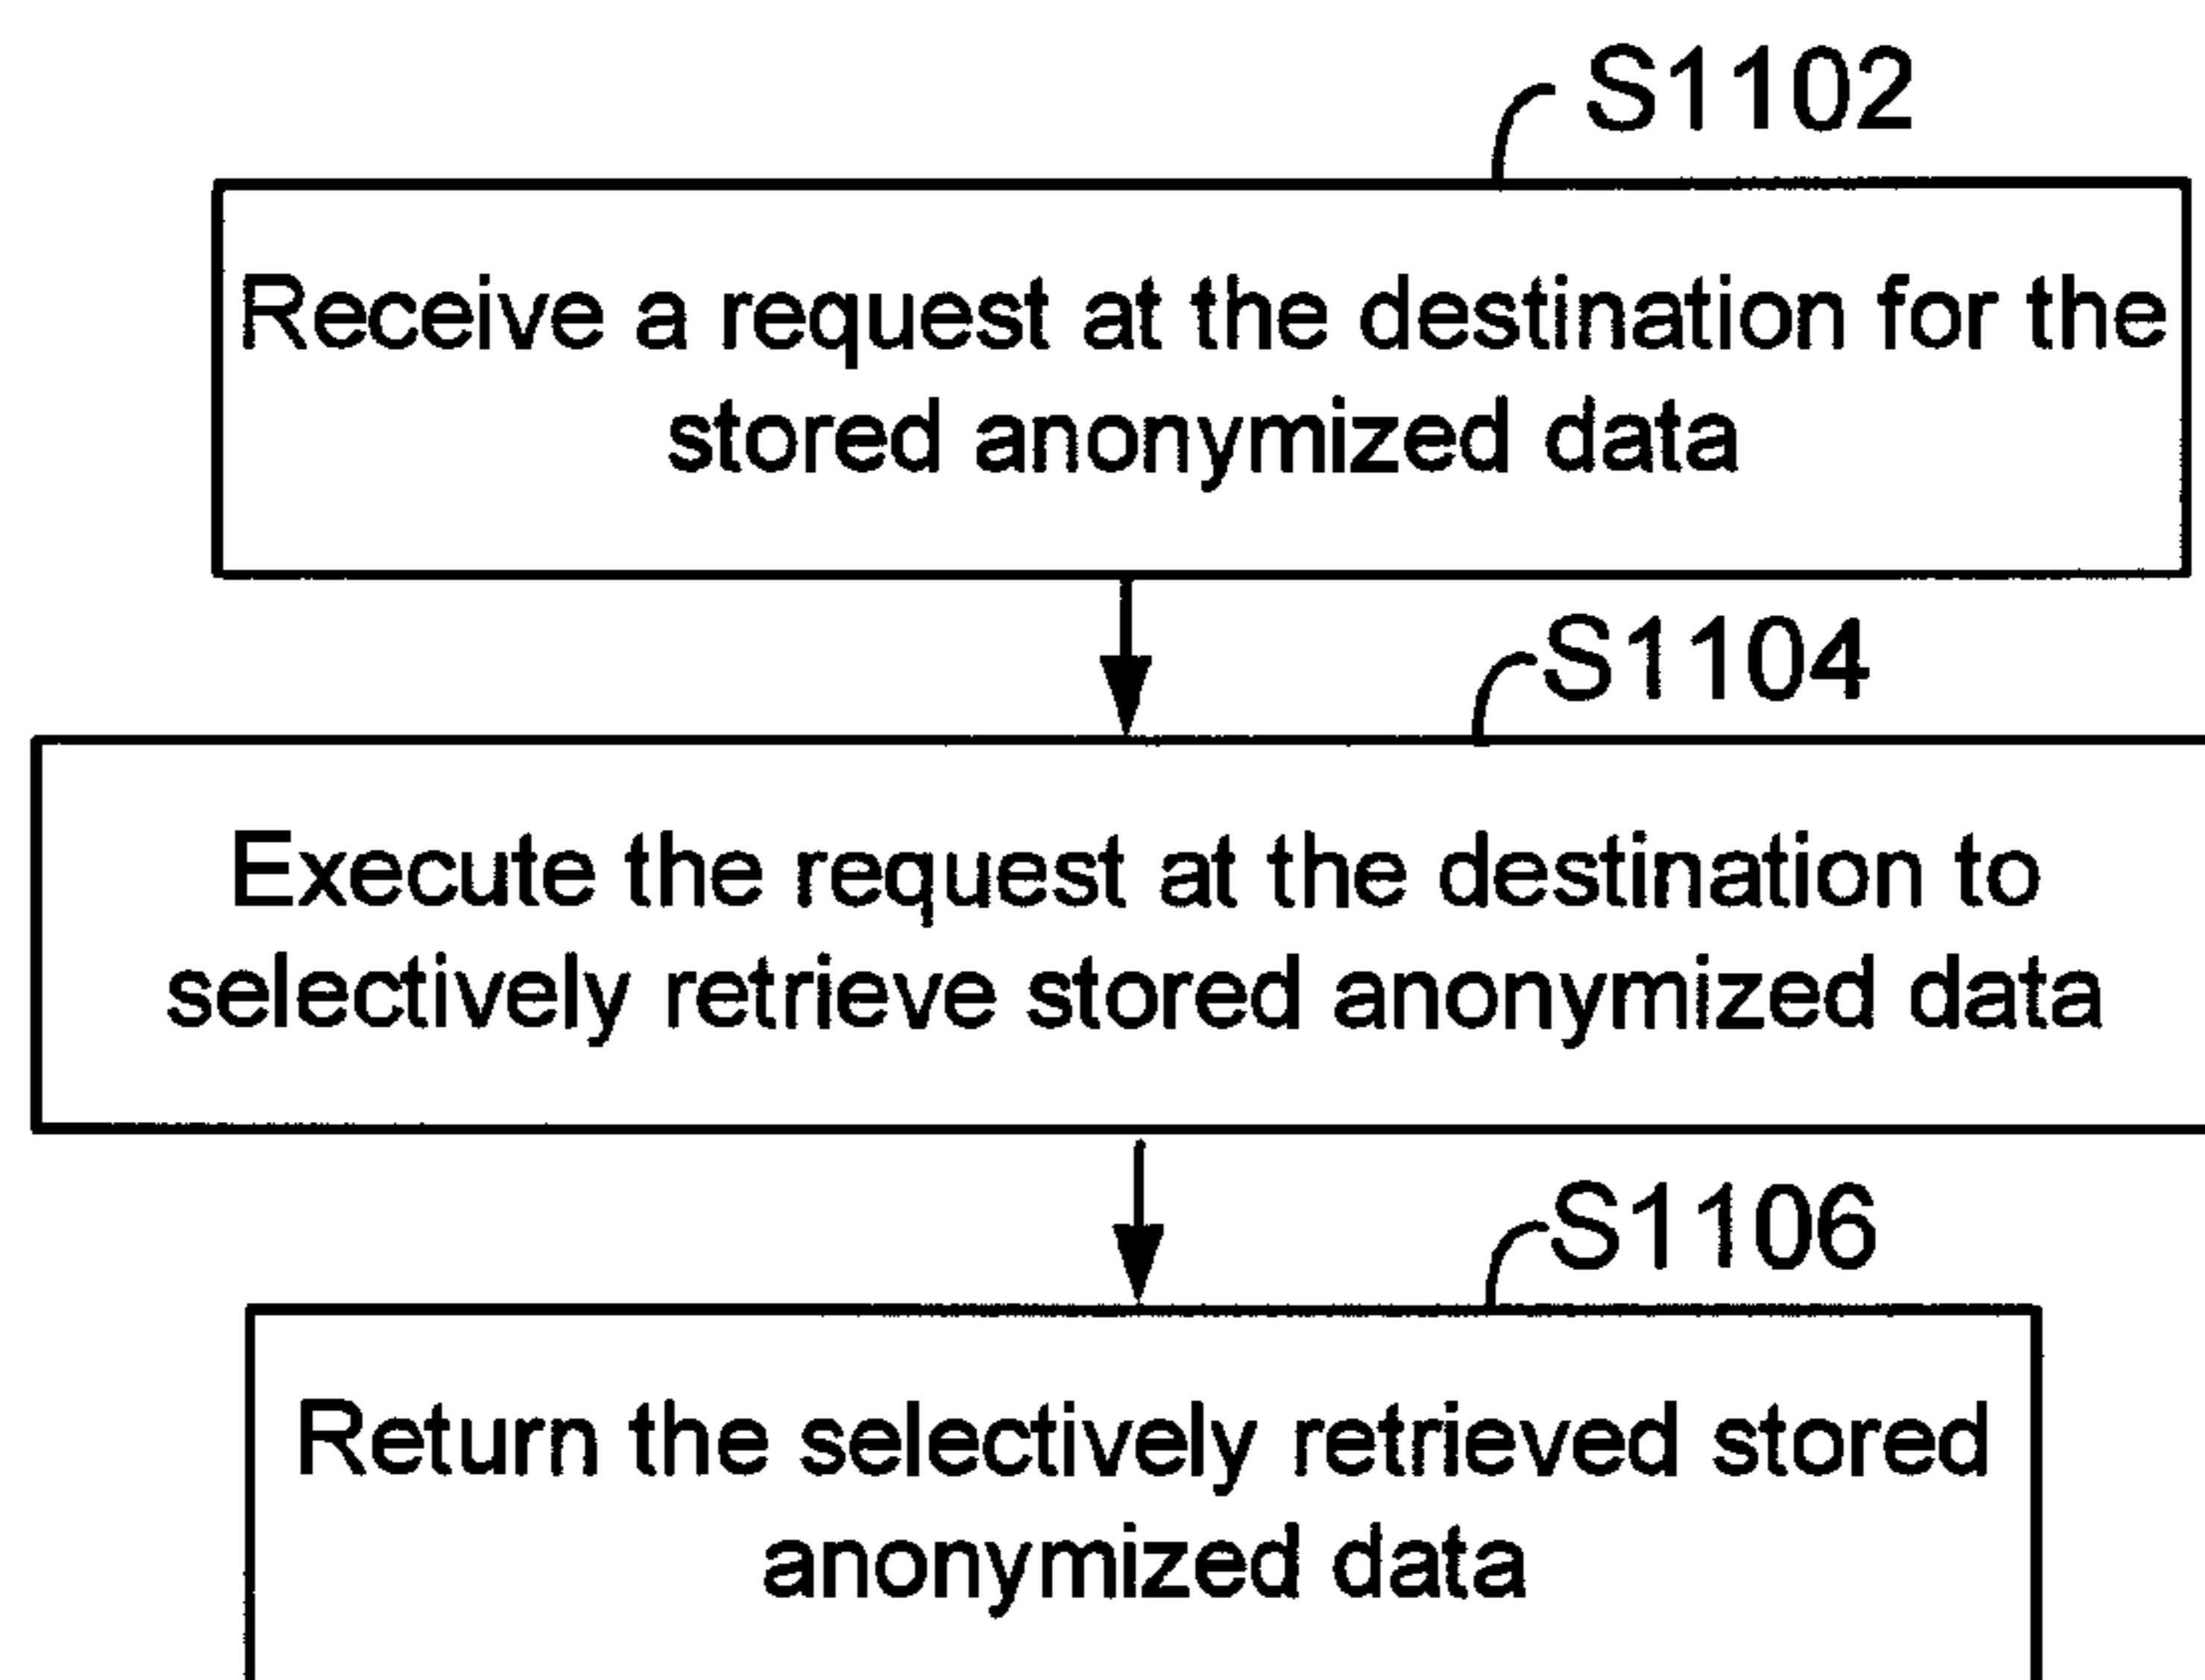 S1102
Receive a request at the destination for the
stored anonymized data
S1104
Execute the request at the destination to
selectively retrieve stored anonymized data
S1106
Return the selectively retrieved stored
anonymized data